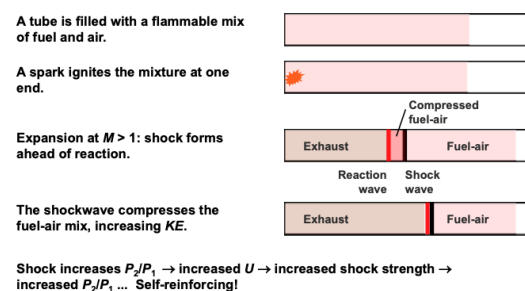 A tube is filled with a flammable mix
of fuel and air.
A spark ignites the mixture at one
end.
Compressed
fuel-air
Expansion at M > 1: shock forms
ahead of reaction.
Exhaust
Fuel-air
Reaction
wave
Shock
wave
The shockwave compresses the
fuel-air mix, increasing KE.
Exhaust
Fuel-air
Shock increases P₂/P₁ → increased U → increased shock strength →
increased P₂/P₁ ... Self-reinforcing!